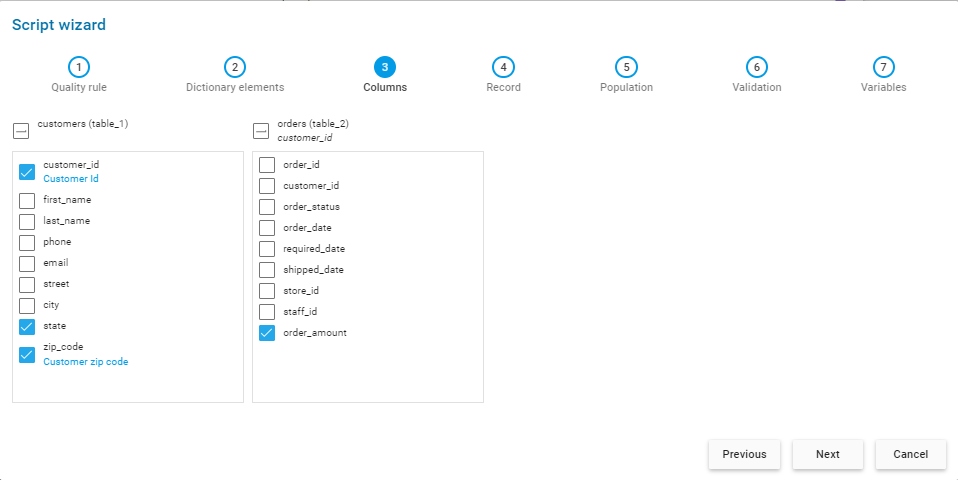 Script wizard
1 2 3 4 5 6 7
Quality rule Dictionary elements Columns Record Population Validation Variables
customers (table_1)
customer_id
Customer Id
first_name
last_name
phone
email
street
city
state
zip_code
Customer zip code
orders (table_2)
customer_id
order_id
customer_id
order_status
order_date
required_date
shipped_date
store_id
staff_id
order_amount
Previous Next Cancel